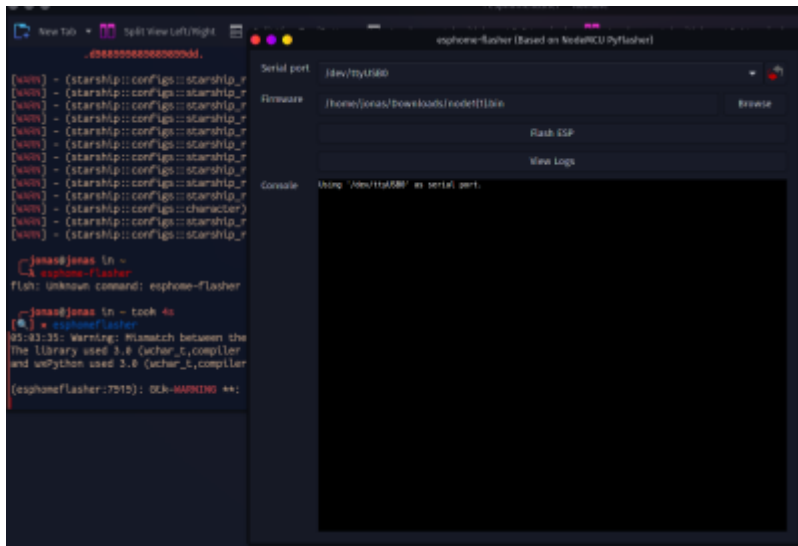 New Tab Split View Left/Right
[WARN] - (starship::configs::starship_r
[WARN] - (starship::configs::starship_r
[WARN] - (starship::configs::starship_r
[WARN] - (starship::configs::starship_r
[WARN] - (starship::configs::starship_r
[WARN] - (starship::configs::starship_r
[WARN] - (starship::configs::starship_r
[WARN] - (starship::configs::starship_r
[WARN] - (starship::configs::starship_r
[WARN] - (starship::configs::starship_r
[WARN] - (starship::configs::character)
[WARN] - (starship::configs::starship_r
[WARN] - (starship::configs::starship_r
jonas@jonas in ~
λ esphome-flasher
fish: Unknown command: esphome-flasher
jonas@jonas in ~ took 4s
esphomeflasher
05:03:35: Warning: Mismatch between the
The library used 3.0 (wchar_t,compiler
and wxPython used 3.0 (wchar_t,compiler
(esphomeflasher:7919): Gtk-WARNING **:
esphome-flasher (Based on NodeMCU PyFlasher)
Serial port /dev/ttyUSB0
Firmware /home/jonas/Downloads/node1(1).bin Browse
Flash ESP
View Logs
Console Using '/dev/ttyUSB0' as serial port.